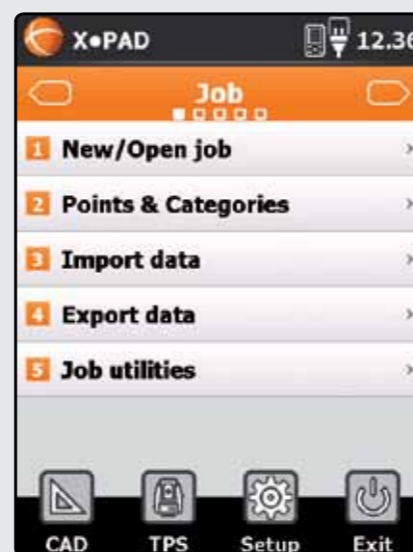 X•PAD 12.36
Job
1 New/Open job
2 Points & Categories
3 Import data
4 Export data
5 Job utilities
CAD TPS Setup Exit